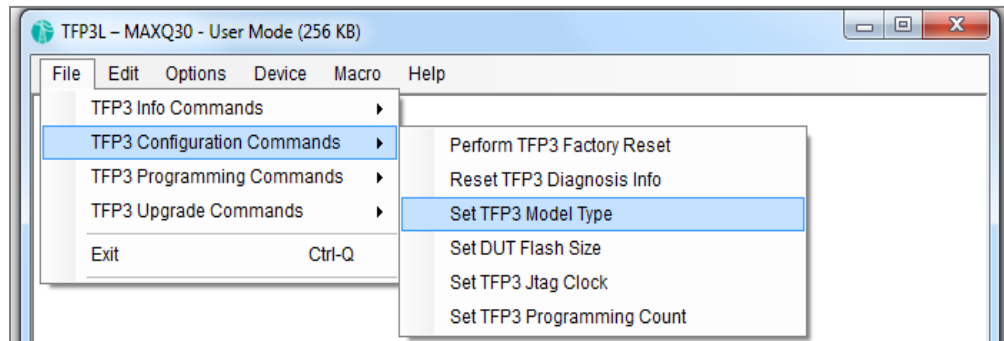 TFP3L – MAXQ30 - User Mode (256 KB)
File Edit Options Device Macro Help
TFP3 Info Commands
TFP3 Configuration Commands
TFP3 Programming Commands
TFP3 Upgrade Commands
Exit Ctrl-Q
Perform TFP3 Factory Reset
Reset TFP3 Diagnosis Info
Set TFP3 Model Type
Set DUT Flash Size
Set TFP3 Jtag Clock
Set TFP3 Programming Count